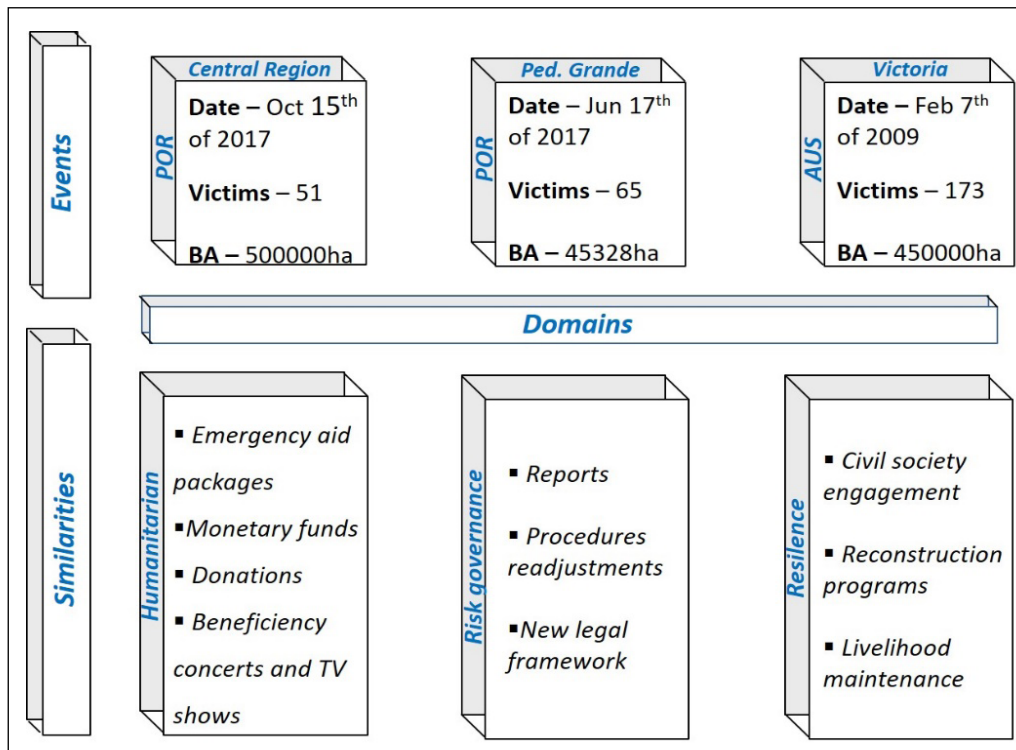 Events
Central Region
POR
Date – Oct 15th
of 2017
Victims – 51
BA – 500000ha
Ped. Grande
POR
Date – Jun 17th
of 2017
Victims – 65
BA – 45328ha
Victoria
AUS
Date – Feb 7th
of 2009
Victims – 173
BA – 450000ha
Domains
Similarities
Humanitarian
▪ Emergency aid
packages
▪Monetary funds
▪ Donations
▪ Beneficiency
concerts and TV
shows
Risk governance
▪ Reports
▪ Procedures
readjustments
▪New legal
framework
Resilence
▪ Civil society
engagement
▪ Reconstruction
programs
▪ Livelihood
maintenance